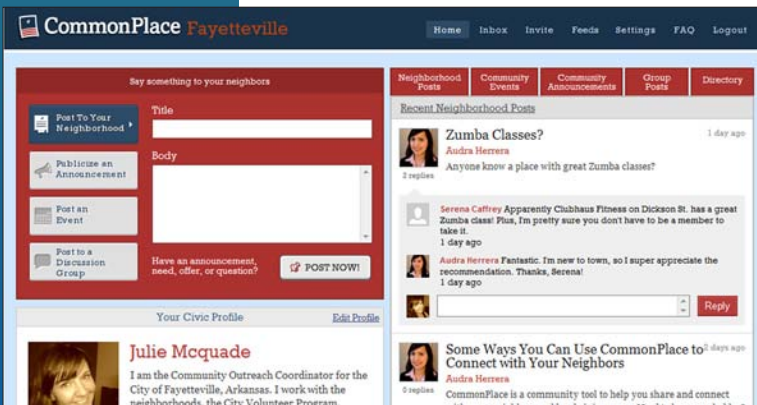 CommonPlace Fayetteville
Home Inbox Invite Feeds Settings FAQ Logout
Say something to your neighbors
Post To Your
Neighborhood
Publicize an
Announcement
Post an
Event
Post to a
Discussion
Group
Title
Body
Have an announcement,
need, offer, or question?
POST NOW!
Your Civic Profile
Edit Profile
Julie Mcquade
I am the Community Outreach Coordinator for the
City of Fayetteville, Arkansas. I work with the
neighborhoods, the City Volunteer Program,
Neighborhood
Posts
Community
Events
Community
Announcements
Group
Posts
Directory
Recent Neighborhood Posts
Zumba Classes?
1 day ago
Audra Herrera
Anyone know a place with great Zumba classes?
2 replies
Serena Caffrey Apparently Clubhaus Fitness on Dickson St. has a great
Zumba class! Plus, I'm pretty sure you don't have to be a member to
take it.
1 day ago
Audra Herrera Fantastic. I'm new to town, so I super appreciate the
recommendation. Thanks, Serena!
1 day ago
Reply
Some Ways You Can Use CommonPlace to
Connect with Your Neighbors
2 days ago
Audra Herrera
0 replies
CommonPlace is a community tool to help you share and connect